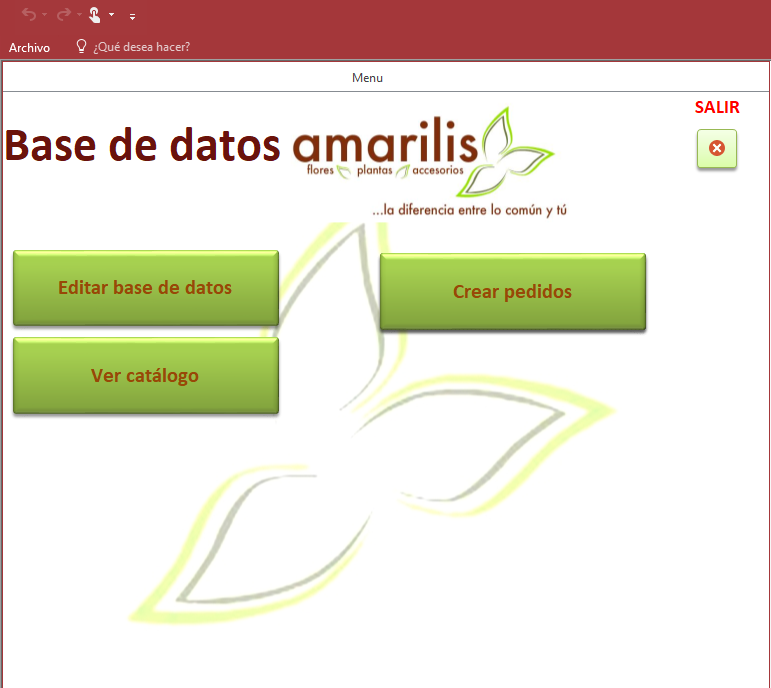 Archivo
¿Qué desea hacer?
Menu
SALIR
Base de datos amarilis
flores plantas accesorios
...la diferencia entre lo común y tú
Editar base de datos
Crear pedidos
Ver catálogo